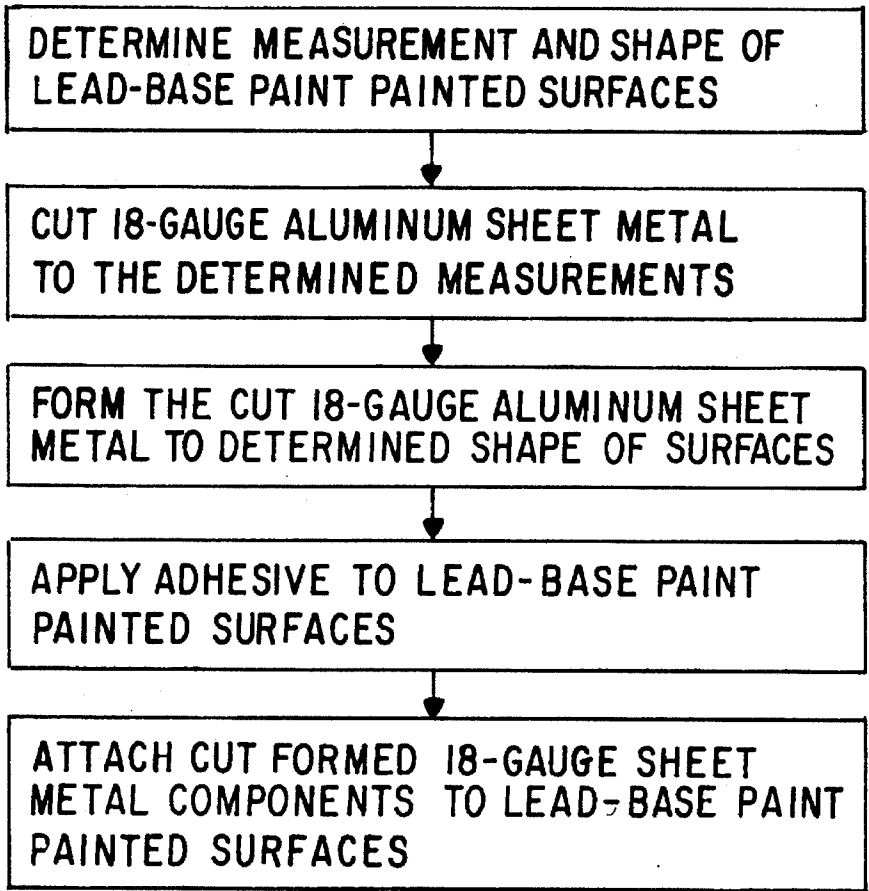 DETERMINE MEASUREMENT AND SHAPE OF
LEAD-BASE PAINT PAINTED SURFACES
CUT 18-GAUGE ALUMINUM SHEET METAL
TO THE DETERMINED MEASUREMENTS
FORM THE CUT 18-GAUGE ALUMINUM SHEET
METAL TO DETERMINED SHAPE OF SURFACES
APPLY ADHESIVE TO LEAD-BASE PAINT
PAINTED SURFACES
ATTACH CUT FORMED 18-GAUGE SHEET
METAL COMPONENTS TO LEAD-BASE PAINT
PAINTED SURFACES